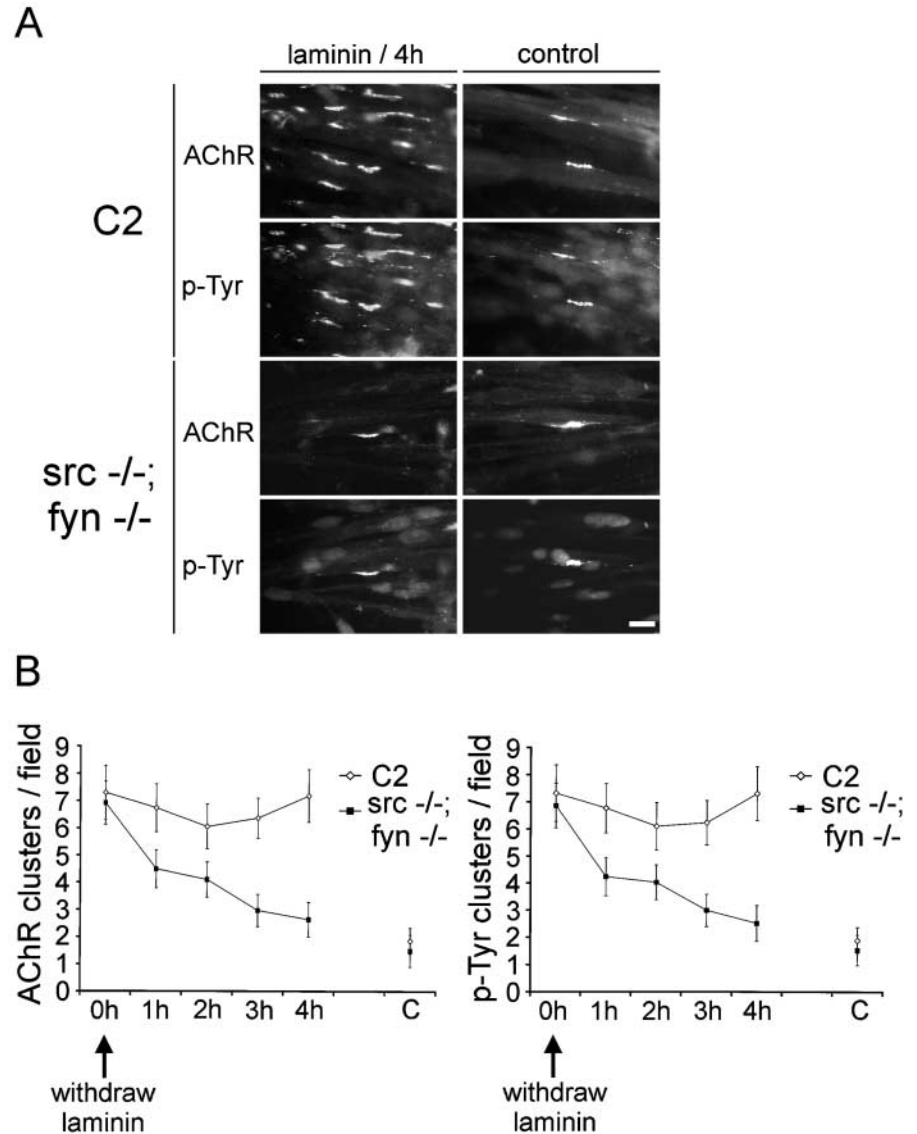 A
laminin / 4h
control
C2
AChR
p-Tyr
src -/-;
fyn -/-
AChR
p-Tyr
B
AChR clusters / field
9
8
7
6
5
4
3
2
1
0
0h 1h 2h 3h 4h C
C2
src -/-;
fyn -/-
withdraw
laminin
p-Tyr clusters / field
9
8
7
6
5
4
3
2
1
0
0h 1h 2h 3h 4h C
C2
src -/-;
fyn -/-
withdraw
laminin